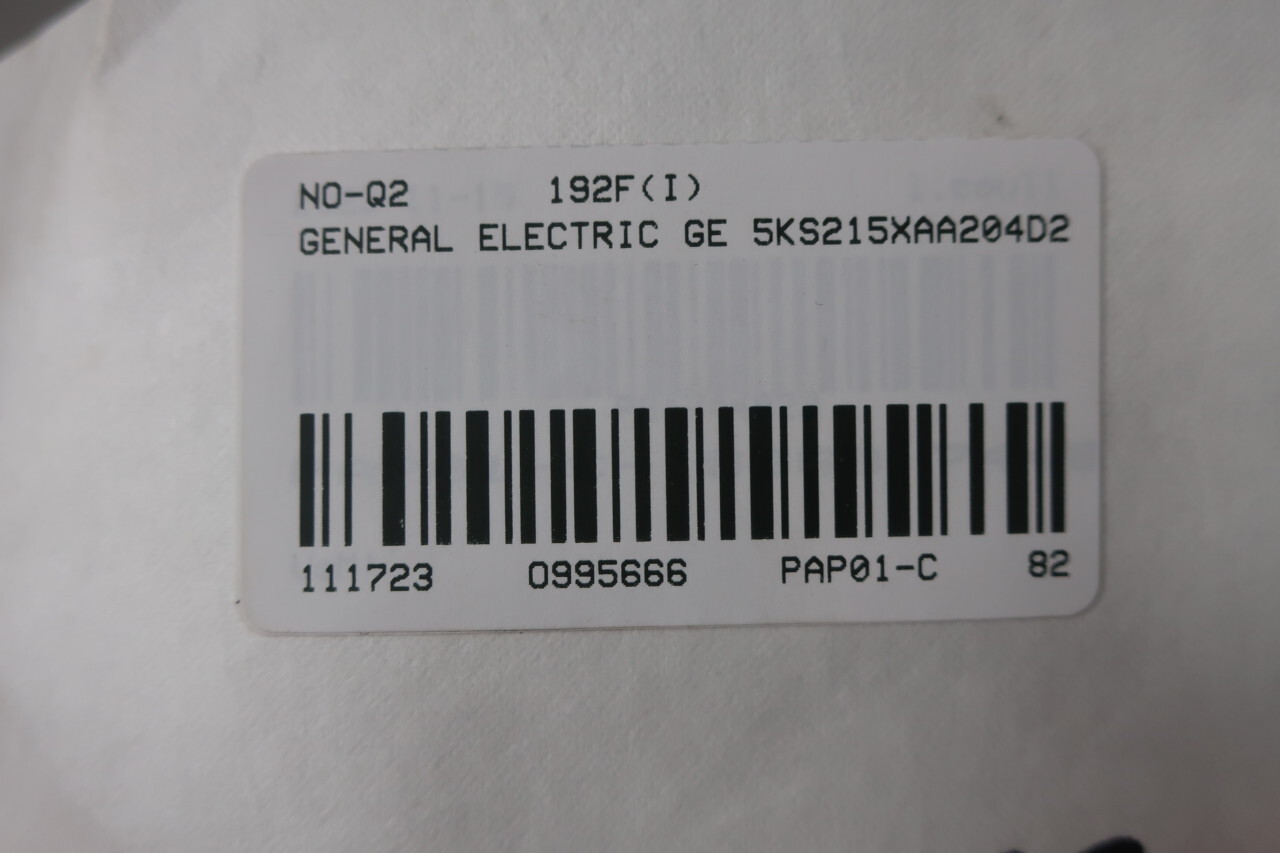 NO-Q2 192F(I)
GENERAL ELECTRIC GE 5KS215XAA204D2
111723 0995666 PAP01-C 82